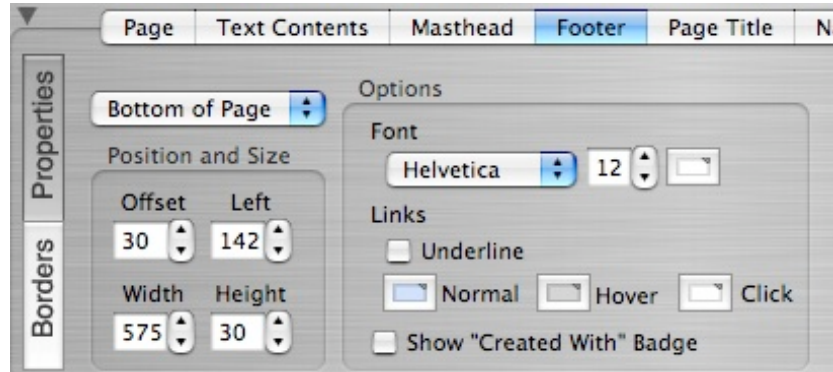 Page Text Contents Masthead Footer Page Title
Properties
Borders
Bottom of Page
Position and Size
Offset Left
30 142
Width Height
575 30
Options
Font
Helvetica 12
Links
Underline
Normal Hover Click
Show "Created With" Badge